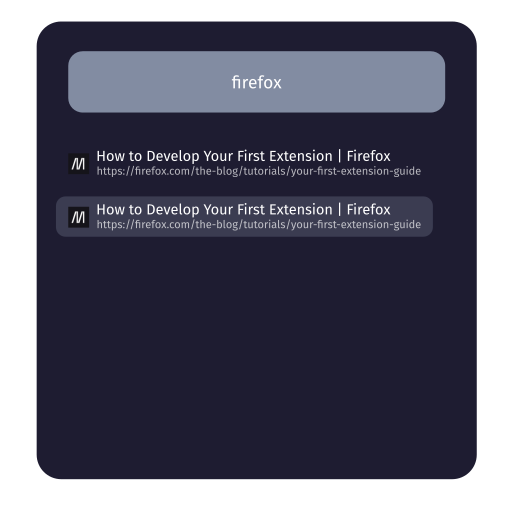 firefox
How to Develop Your First Extension | Firefox
https://firefox.com/the-blog/tutorials/your-first-extension-guide
How to Develop Your First Extension | Firefox
https://firefox.com/the-blog/tutorials/your-first-extension-guide